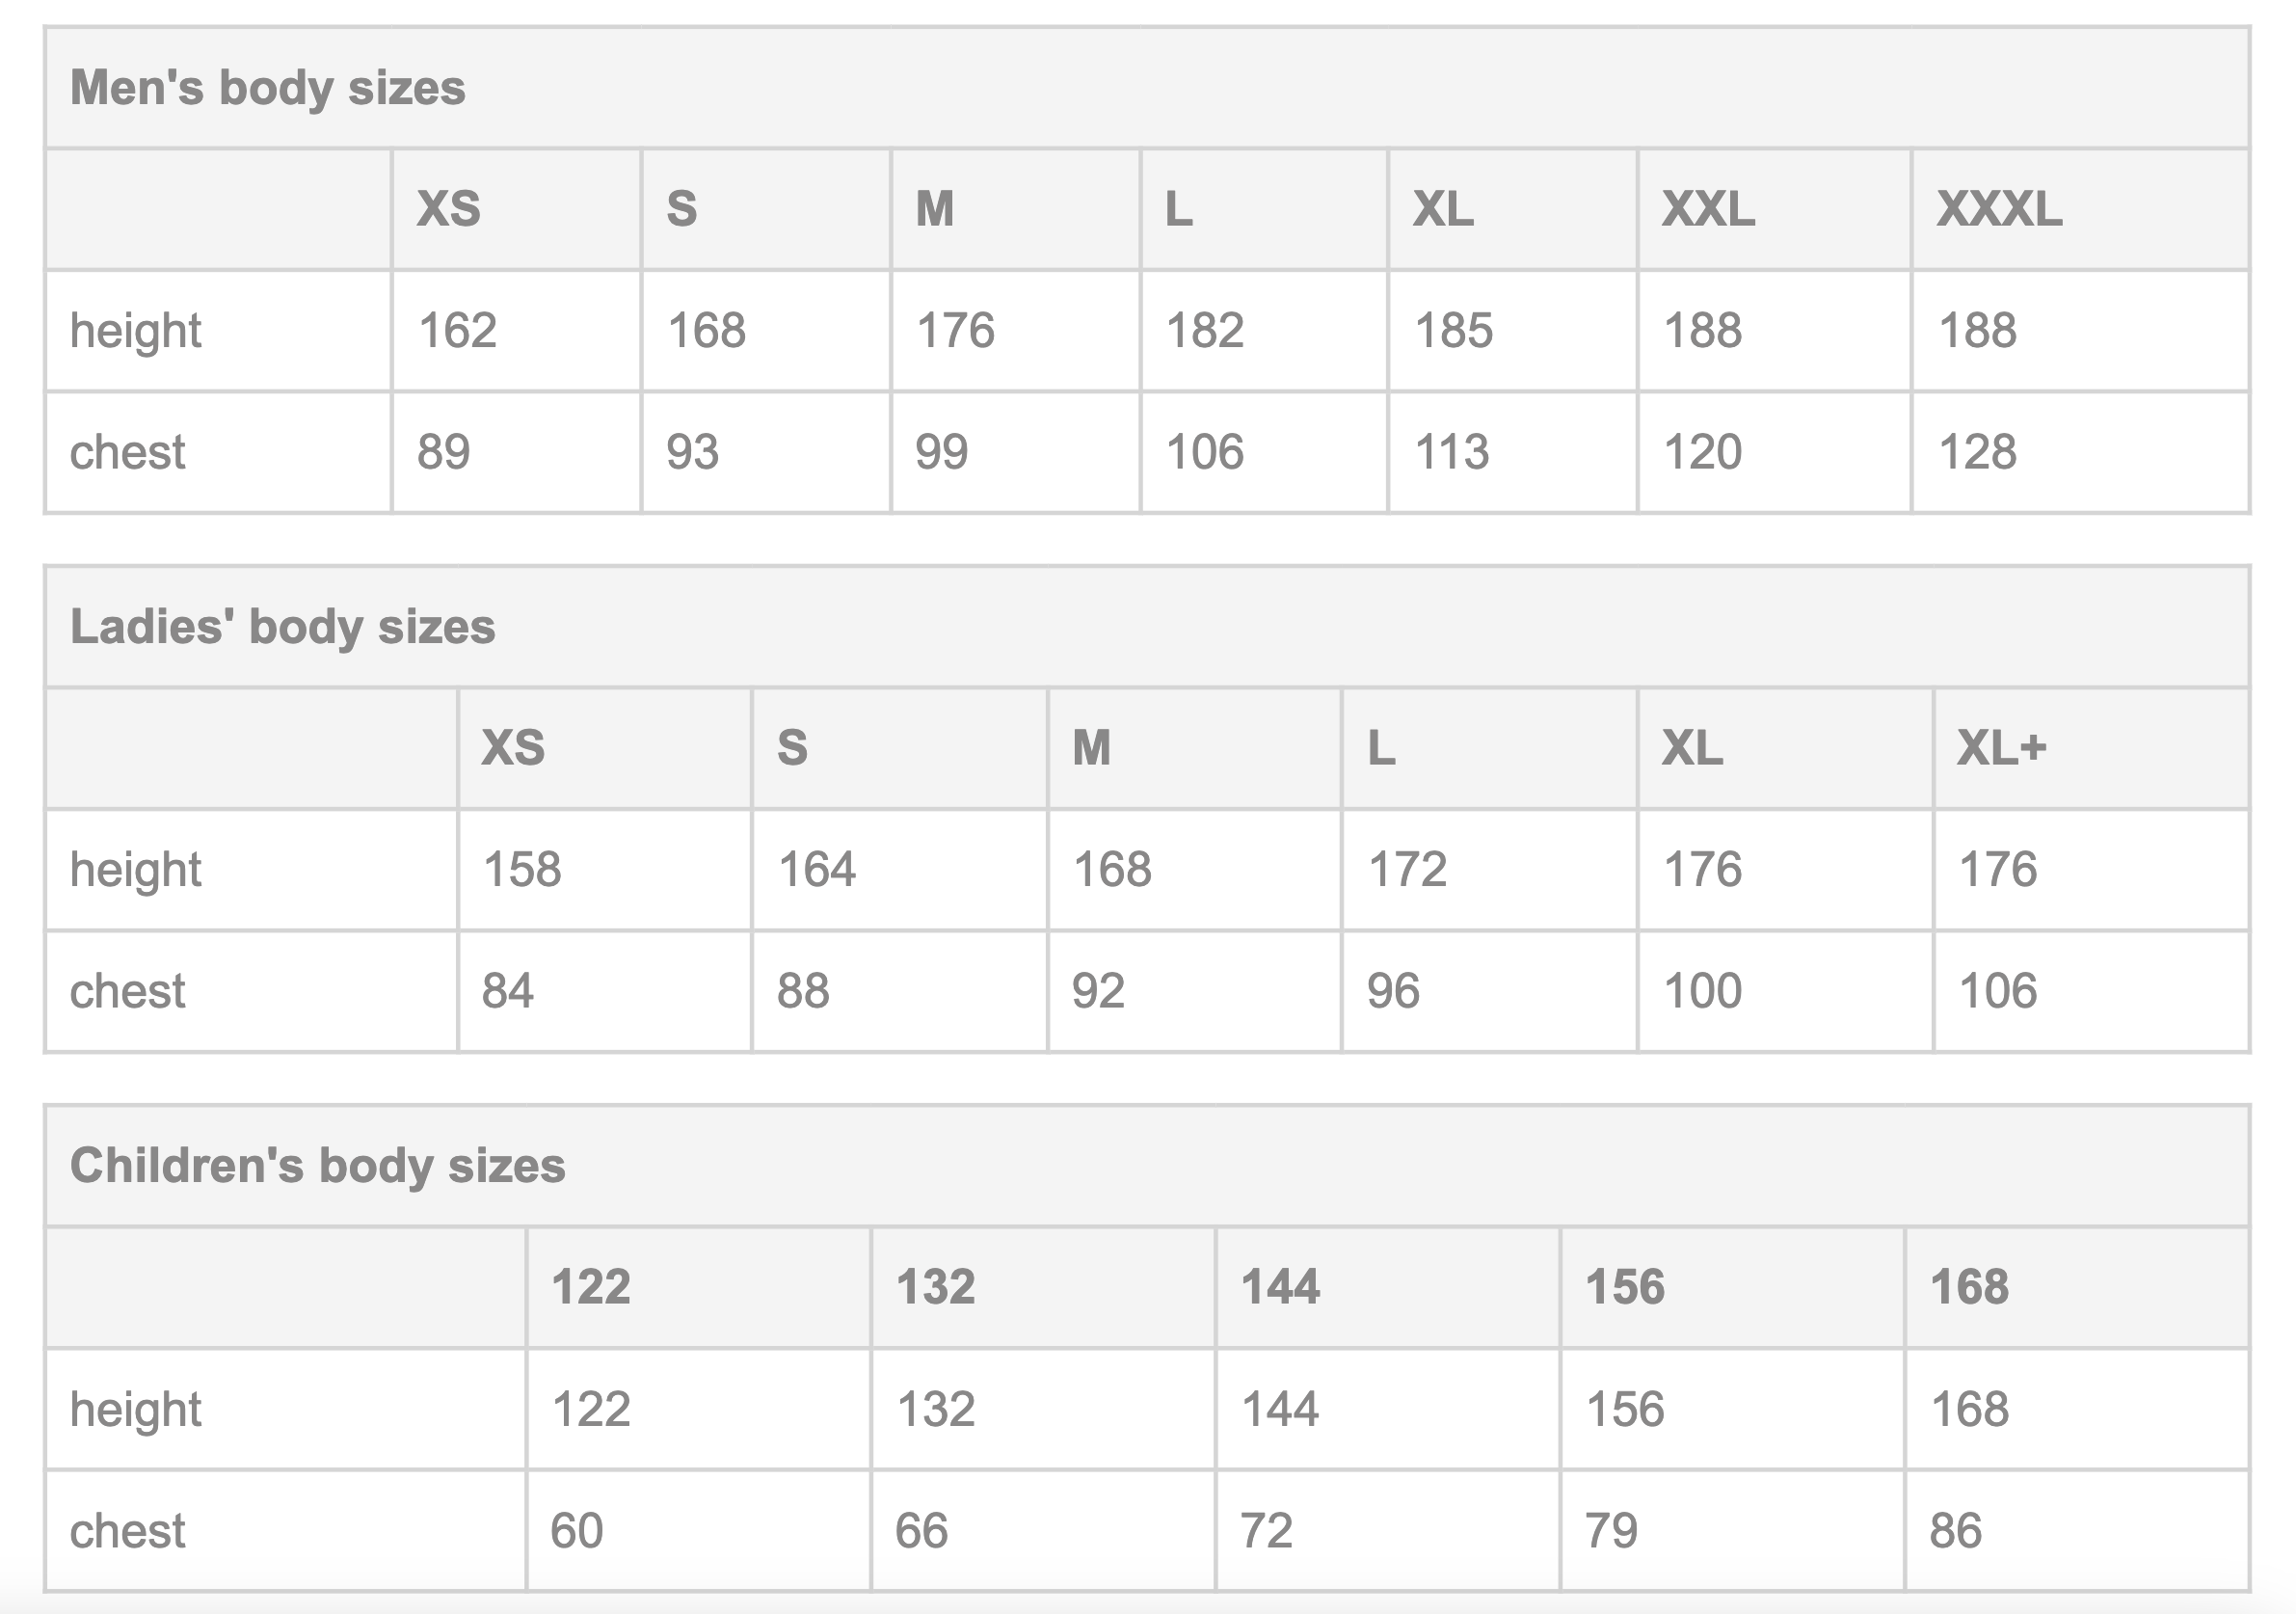 Men's body sizes
XS S M L XL XXL XXXL
height 162 168 176 182 185 188 188
chest 89 93 99 106 113 120 128
Ladies' body sizes
XS S M L XL XL+
height 158 164 168 172 176 176
chest 84 88 92 96 100 106
Children's body sizes
122 132 144 156 168
height 122 132 144 156 168
chest 60 66 72 79 86